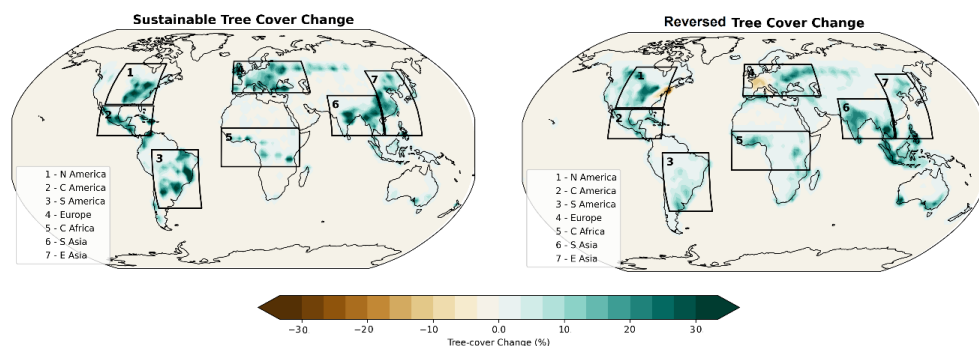 Sustainable Tree Cover Change
1
2
3
4
5
6
7
1 - N America
2 - C America
3 - S America
4 - Europe
5 - C Africa
6 - S Asia
7 - E Asia
Reversed Tree Cover Change
1
2
3
4
5
6
7
1 - N America
2 - C America
3 - S America
4 - Europe
5 - C Africa
6 - S Asia
7 - E Asia
−30 −20 −10 0.0 10 20 30
Tree-cover Change (%)